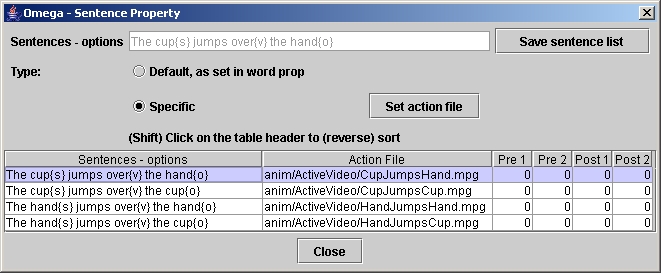 Omega - Sentence Property
Sentences - options The cup{s} jumps over{v} the hand{o} Save sentence list
Type: Default, as set in word prop
Specific Set action file
(Shift) Click on the table header to (reverse) sort
Sentences - options Action File Pre 1 Pre 2 Post 1 Post 2
The cup{s} jumps over{v} the hand{o} anim/ActiveVideo/CupJumpsHand.mpg 0 0 0 0
The cup{s} jumps over{v} the cup{o} anim/ActiveVideo/CupJumpsCup.mpg 0 0 0 0
The hand{s} jumps over{v} the hand{o} anim/ActiveVideo/HandJumpsHand.mpg 0 0 0 0
The hand{s} jumps over{v} the cup{o} anim/ActiveVideo/HandJumpsCup.mpg 0 0 0 0
Close